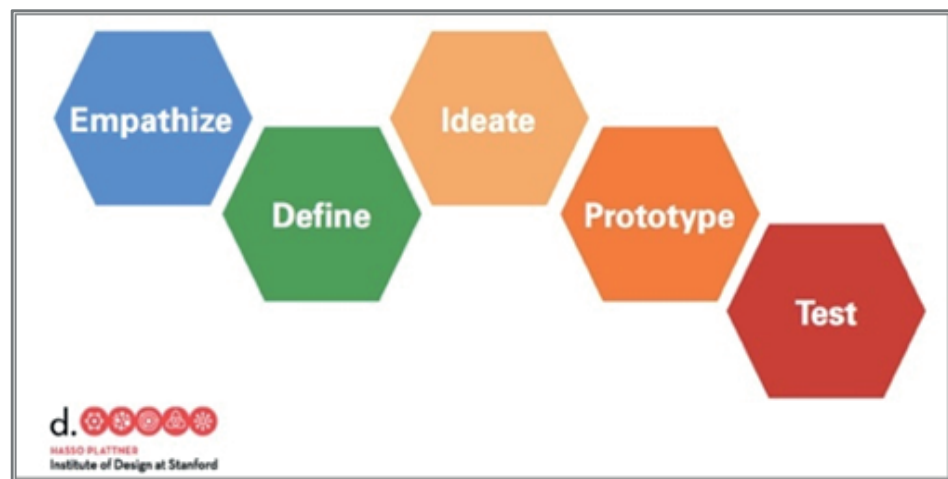 Empathize
Define
Ideate
Prototype
Test
d.
HASSO PLATTNER
Institute of Design at Stanford